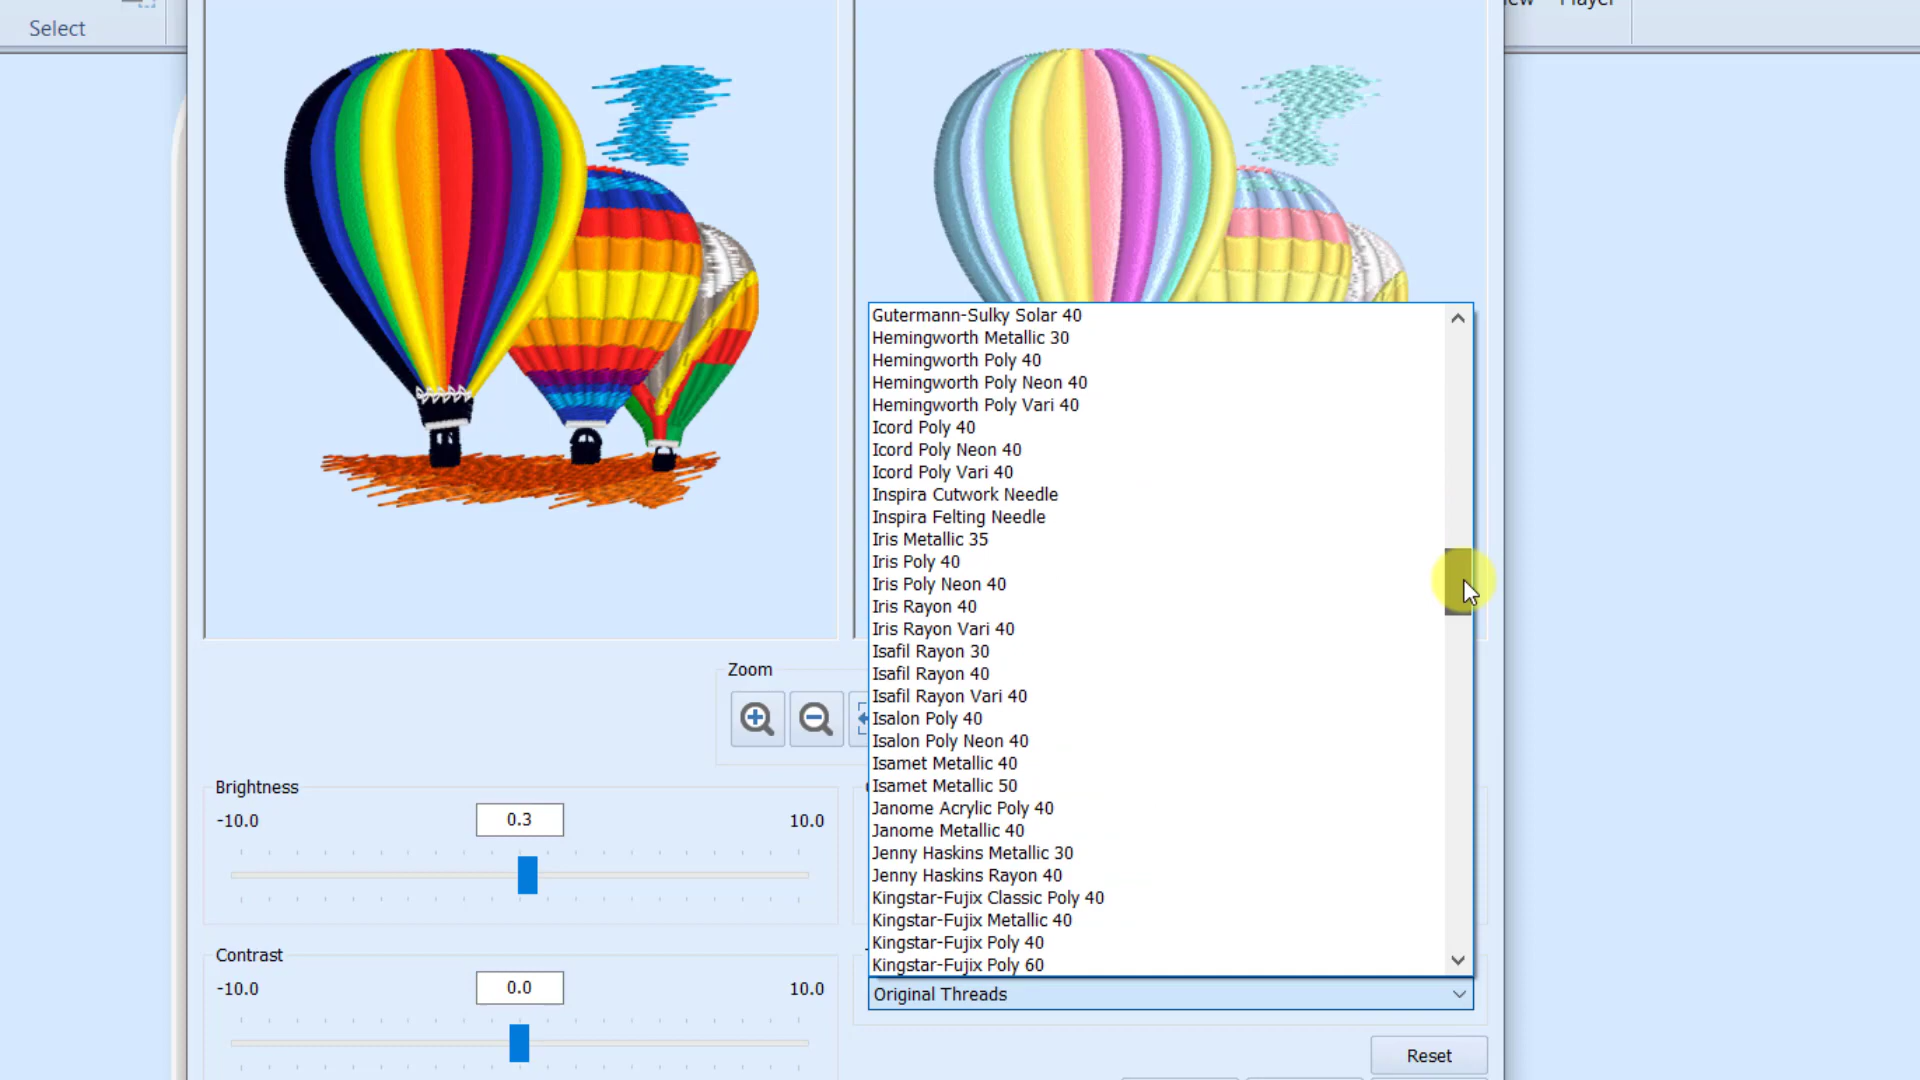 Select
Player
Gutermann-Sulky Solar 40
Hemingworth Metallic 30
Hemingworth Poly 40
Hemingworth Poly Neon 40
Hemingworth Poly Vari 40
Icord Poly 40
Icord Poly Neon 40
Icord Poly Vari 40
Inspira Cutwork Needle
Inspira Felting Needle
Iris Metallic 35
Iris Poly 40
Iris Poly Neon 40
Iris Rayon 40
Iris Rayon Vari 40
Isafil Rayon 30
Isafil Rayon 40
Isafil Rayon Vari 40
Isalon Poly 40
Isalon Poly Neon 40
Isamet Metallic 40
Isamet Metallic 50
Janome Acrylic Poly 40
Janome Metallic 40
Jenny Haskins Metallic 30
Jenny Haskins Rayon 40
Kingstar-Fujix Classic Poly 40
Kingstar-Fujix Metallic 40
Kingstar-Fujix Poly 40
Kingstar-Fujix Poly 60
Original Threads
Zoom
Brightness
-10.0 0.3 10.0
Contrast
-10.0 0.0 10.0
Reset